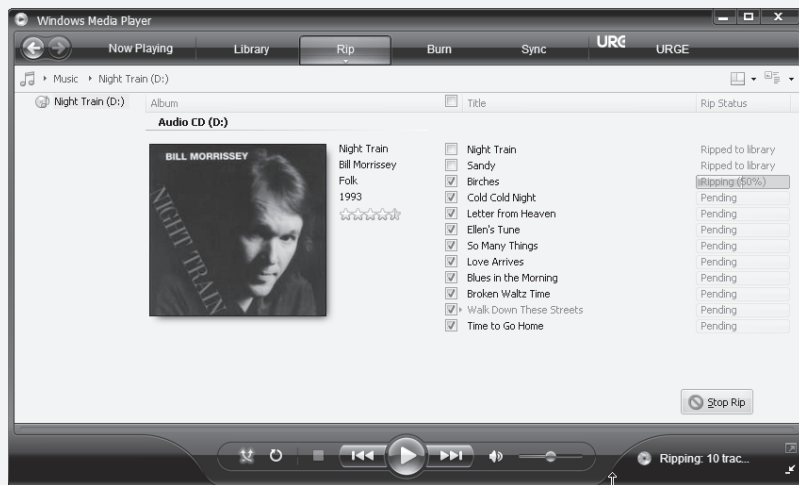 Windows Media Player
Now Playing Library Rip Burn Sync URGE URGE
Music Night Train (D:)
Night Train (D:) Album Title Rip Status
Audio CD (D:)
BILL MORRISSEY
NIGHT TRAIN
Night Train
Bill Morrissey
Folk
1993
Night Train Ripped to library
Sandy Ripped to library
Birches Ripping (50%)
Cold Cold Night Pending
Letter from Heaven Pending
Ellen's Tune Pending
So Many Things Pending
Love Arrives Pending
Blues in the Morning Pending
Broken Waltz Time Pending
Walk Down These Streets Pending
Time to Go Home Pending
Stop Rip
Ripping: 10 trac...